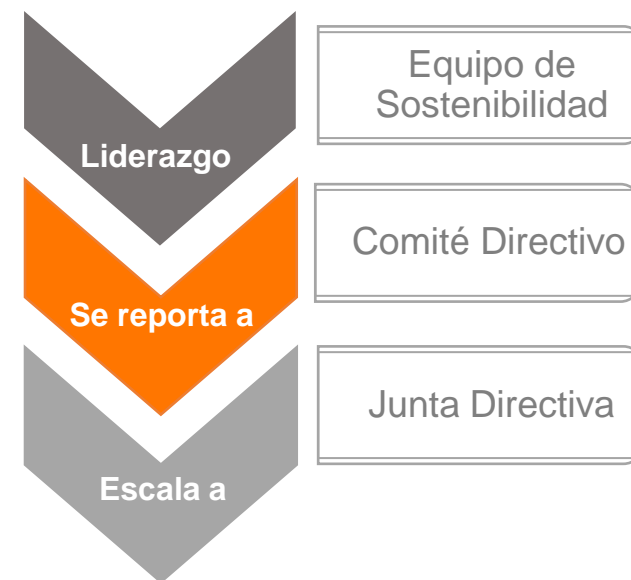 Equipo de
Sostenibilidad
Liderazgo
Comité Directivo
Se reporta a
Junta Directiva
Escala a